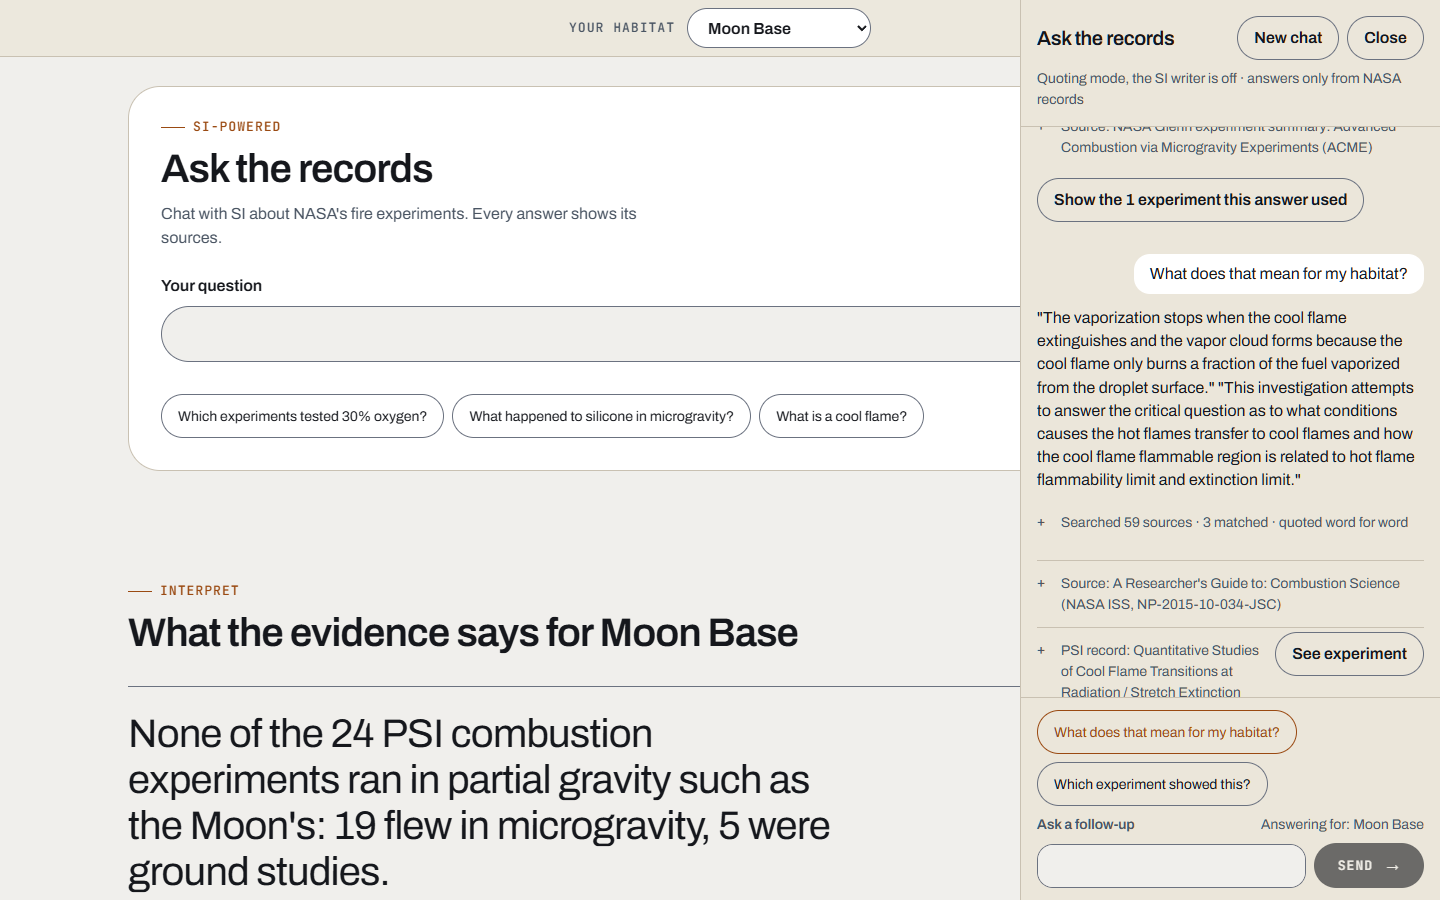 YOUR HABITAT
Moon Base
SI-POWERED
Ask the records
Chat with SI about NASA's fire experiments. Every answer shows its
sources.
Your question
Which experiments tested 30% oxygen?
What happened to silicone in microgravity?
What is a cool flame?
INTERPRET
What the evidence says for Moon Base
None of the 24 PSI combustion
experiments ran in partial gravity such as
the Moon's: 19 flew in microgravity, 5 were
ground studies.
Ask the records
New chat
Close
Quoting mode, the SI writer is off · answers only from NASA
records
+ Source: NASA Glenn experiment summary: Advanced
Combustion via Microgravity Experiments (ACME)
Show the 1 experiment this answer used
What does that mean for my habitat?
"The vaporization stops when the cool flame
extinguishes and the vapor cloud forms because the
cool flame only burns a fraction of the fuel vaporized
from the droplet surface." "This investigation attempts
to answer the critical question as to what conditions
causes the hot flames transfer to cool flames and how
the cool flame flammable region is related to hot flame
flammability limit and extinction limit."
+ Searched 59 sources · 3 matched · quoted word for word
+ Source: A Researcher's Guide to: Combustion Science
(NASA ISS, NP-2015-10-034-JSC)
+ PSI record: Quantitative Studies
of Cool Flame Transitions at
Radiation / Stretch Extinction
See experiment
What does that mean for my habitat?
Which experiment showed this?
Ask a follow-up
Answering for: Moon Base
SEND →